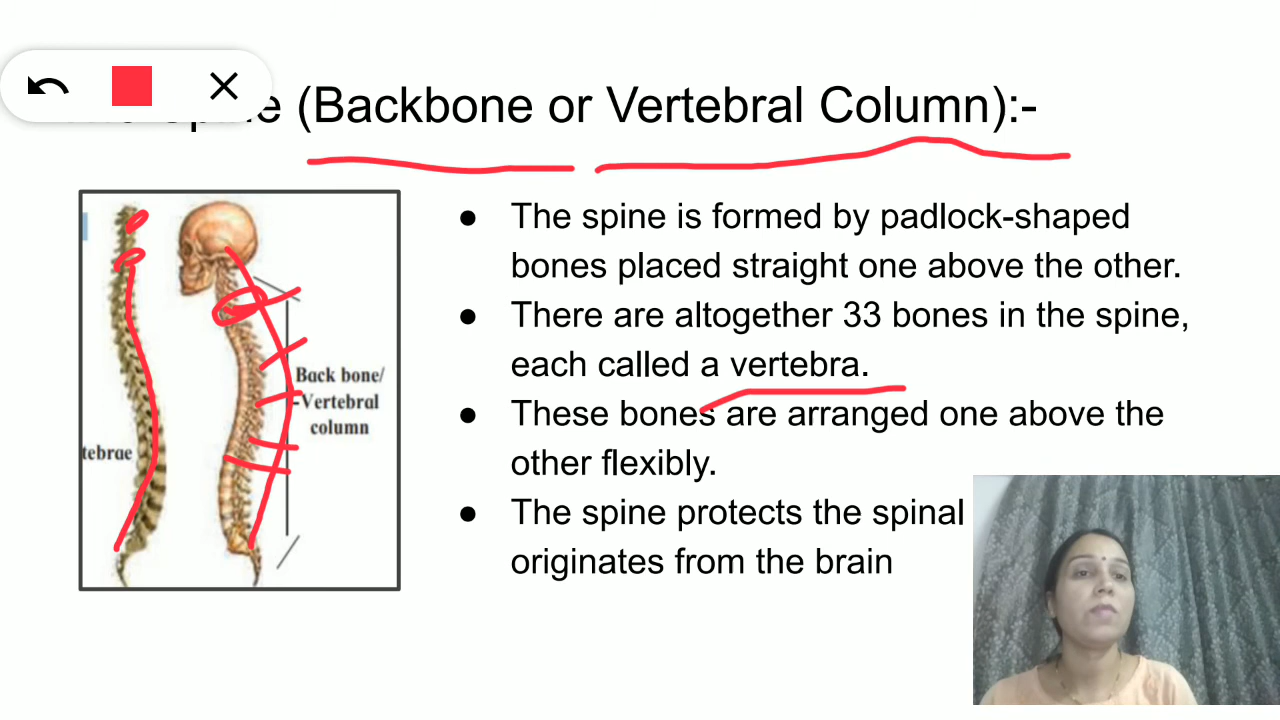 Spine (Backbone or Vertebral Column):-
● The spine is formed by padlock-shaped
bones placed straight one above the other.
● There are altogether 33 bones in the spine,
each called a vertebra.
● These bones are arranged one above the
other flexibly.
● The spine protects the spinal
originates from the brain
Back bone/
Vertebral
column
tebrae